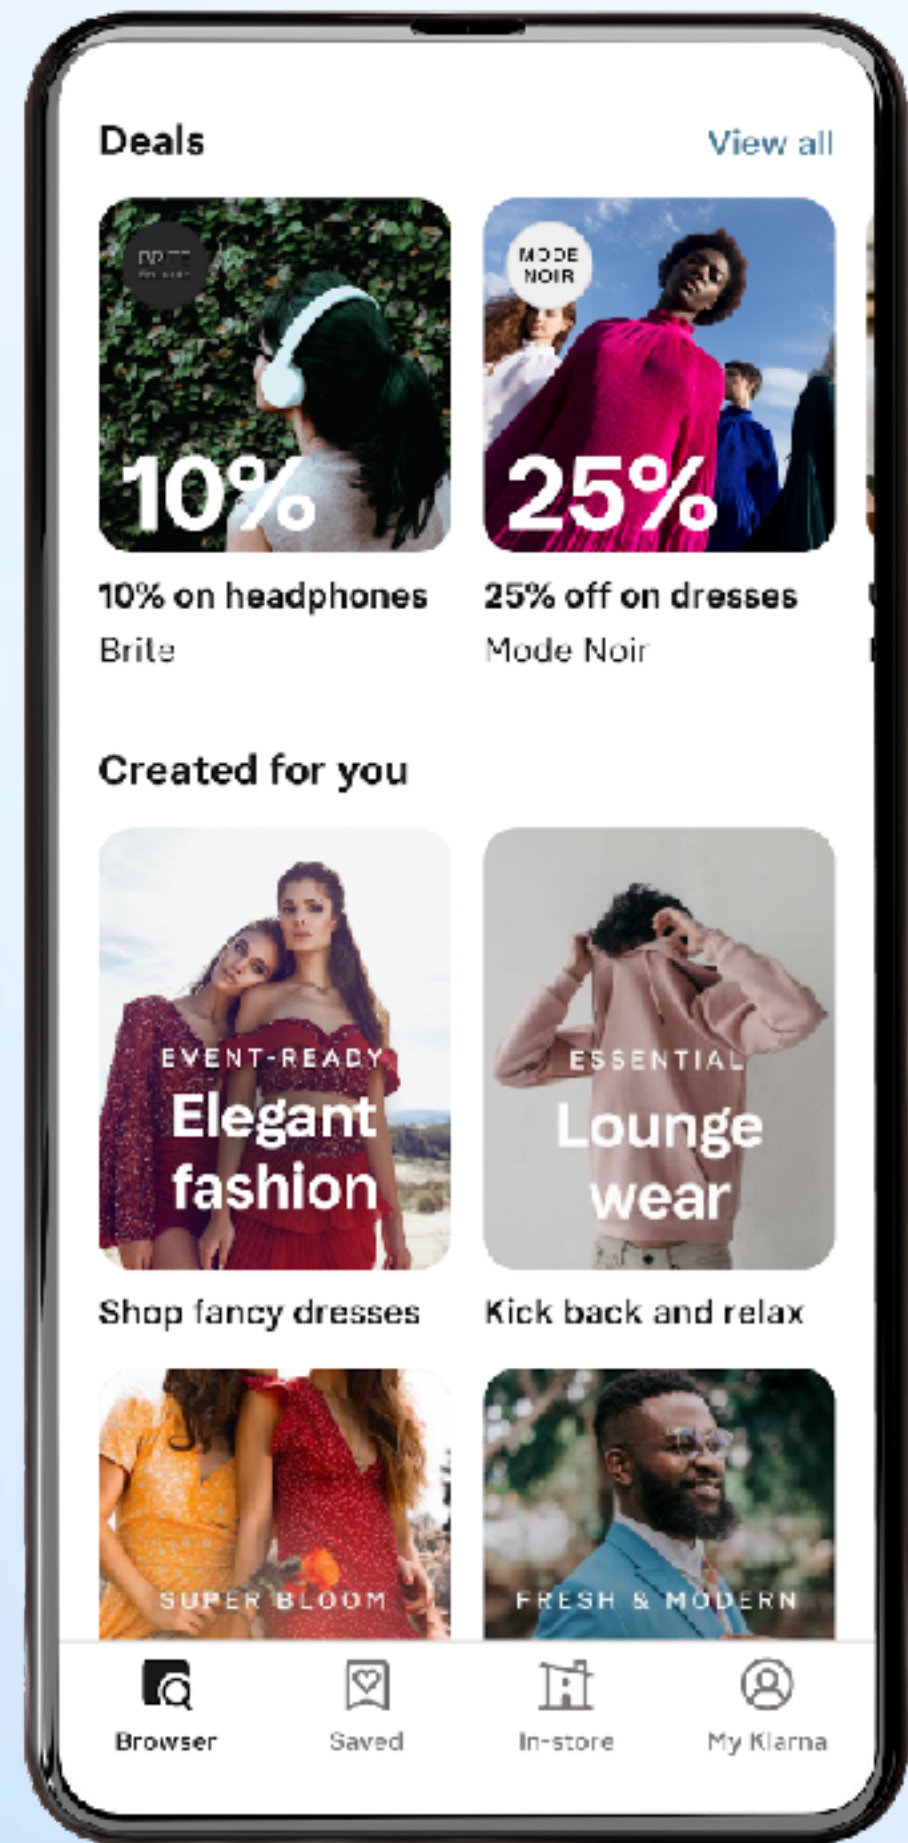 Deals
View all
MODE
NOIR
10%
25%
10% on headphones
25% off on dresses
Brite
Mode Noir
Created for you
EVENT-READY
Elegant
fashion
ESSENTIAL
Lounge
wear
Shop fancy dresses
Kick back and relax
SUPER BLOOM
FRESH & MODERN
Browser
Saved
In-store
My Klarna